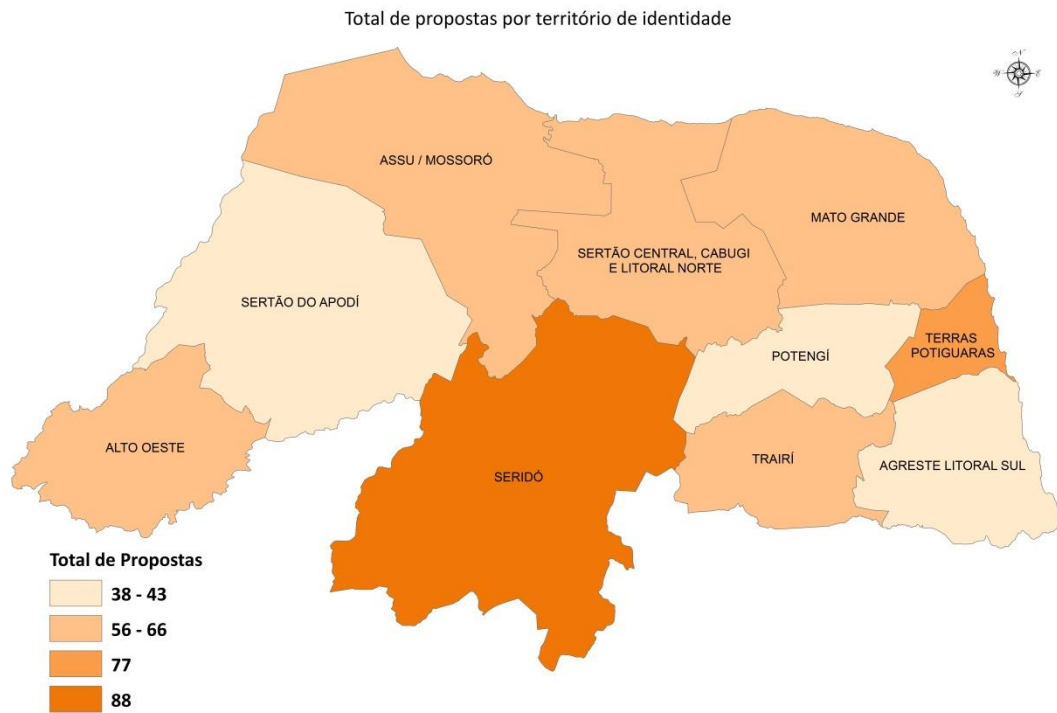 Total de propostas por território de identidade
N
W E
S
ASSU / MOSSORÓ
MATO GRANDE
SERTÃO CENTRAL, CABUGI
E LITORAL NORTE
SERTÃO DO APODÍ
TERRAS
POTIGUARAS
POTENGÍ
ALTO OESTE
TRAIRÍ
AGRESTE LITORAL SUL
SERIDÓ
Total de Propostas
38 - 43
56 - 66
77
88